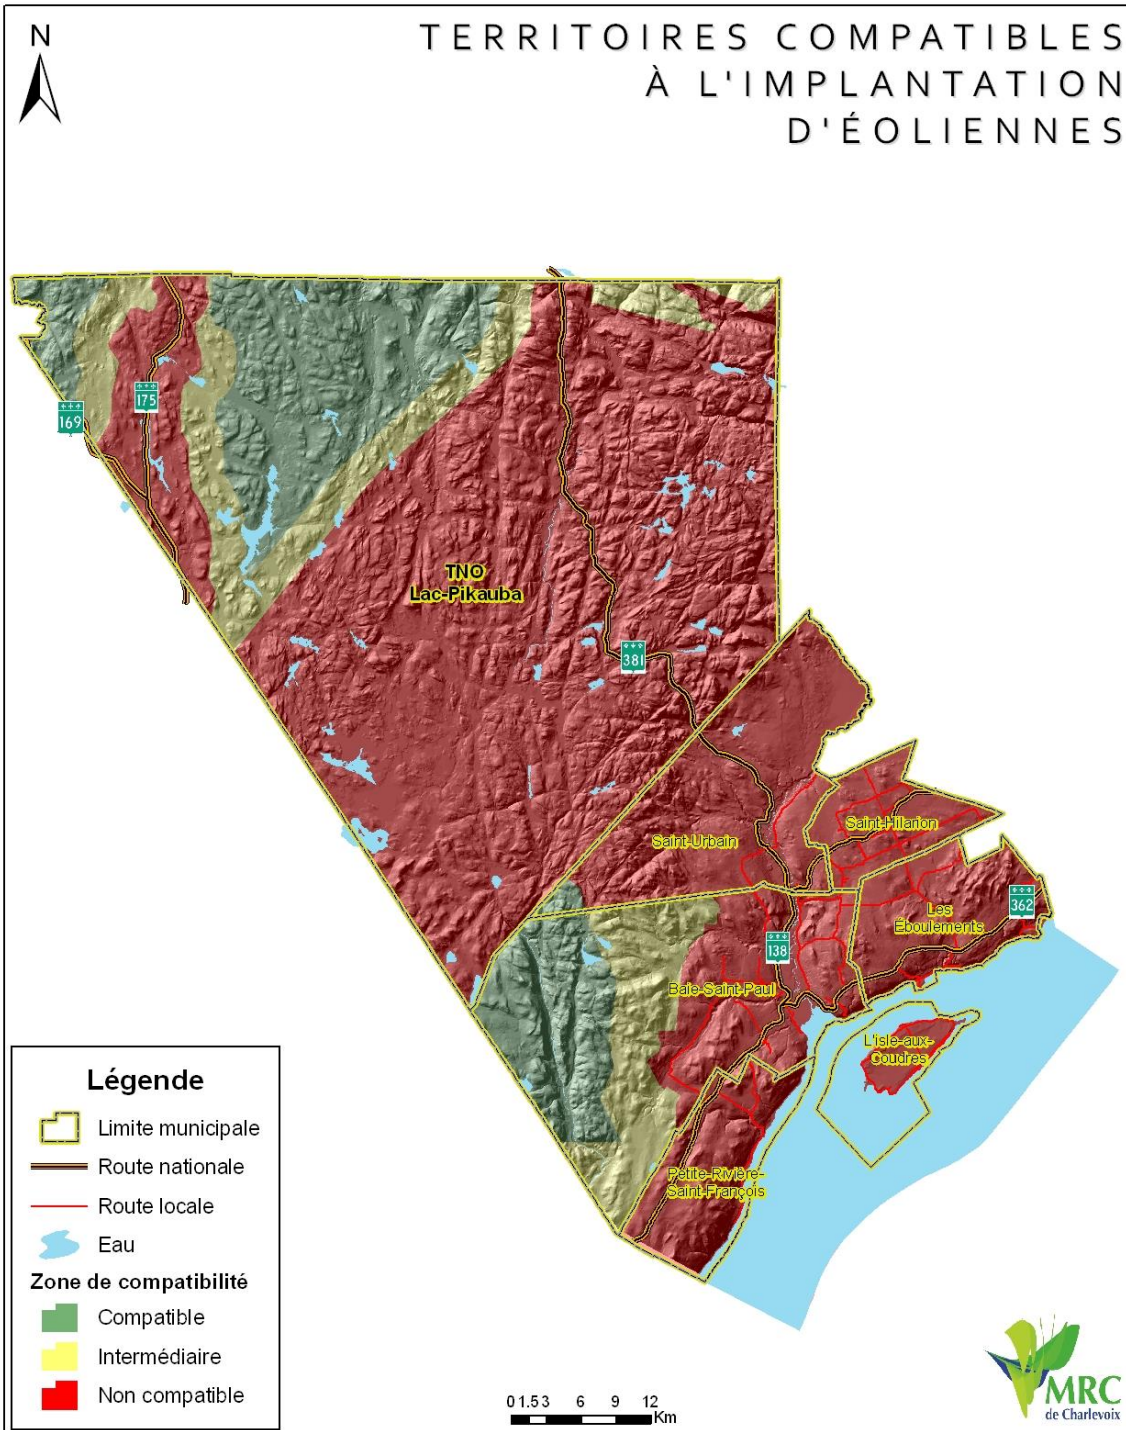 N
TERRITOIRES COMPATIBLES
À L'IMPLANTATION
D'ÉOLIENNES
175
169
TNO
Lac-Pikauba
381
Saint-Urbain
Saint-Hilarion
362
Les
Éboulements
138
Baie-Saint-Paul
L'isle-aux-
Coudres
Petite-Rivière-
Saint-François
Légende
Limite municipale
Route nationale
Route locale
Eau
Zone de compatibilité
Compatible
Intermédiaire
Non compatible
0 1.5 3 6 9 12
Km
MRC
de Charlevoix